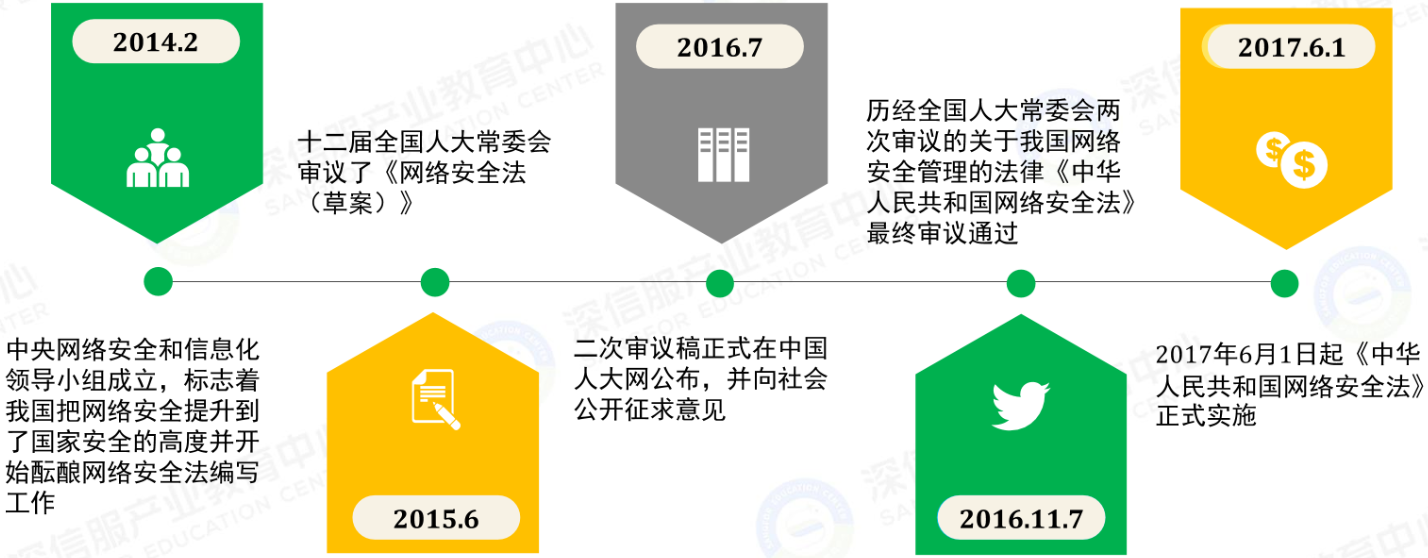 2014.2
中央网络安全和信息化
领导小组成立，标志着
我国把网络安全提升到
了国家安全的高度并开
始酝酿网络安全法编写
工作
十二届全国人大常委会
审议了《网络安全法
（草案）》
2015.6
2016.7
二次审议稿正式在中国
人大网公布，并向社会
公开征求意见
历经全国人大常委会两
次审议的关于我国网络
安全管理的法律《中华
人民共和国网络安全法》
最终审议通过
2016.11.7
2017.6.1
2017年6月1日起《中华
人民共和国网络安全法》
正式实施
深信服产业教育中心
SANGFOR EDUCATION CENTER